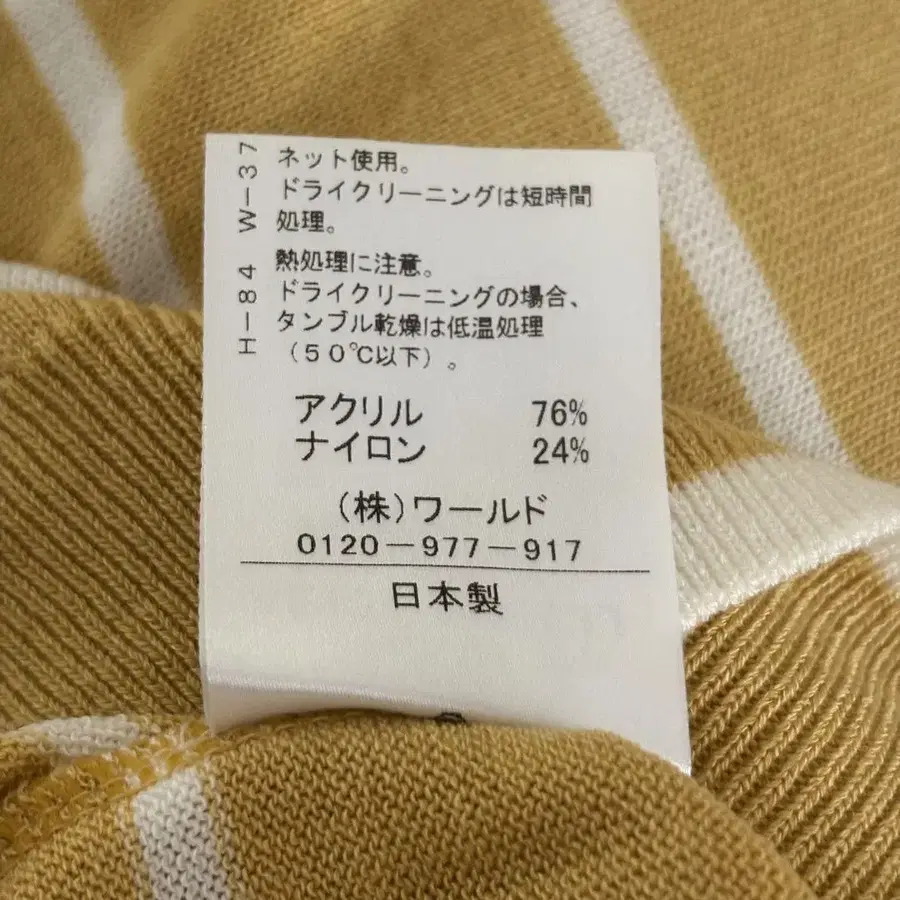 H-84 W-37
ネット使用。
ドライクリーニングは短時間
処理。
熱処理に注意。
ドライクリーニングの場合、
タンブル乾燥は低温処理
(50℃以下)。
アクリル 76%
ナイロン 24%
(株)ワールド
0120-977-917
日本製